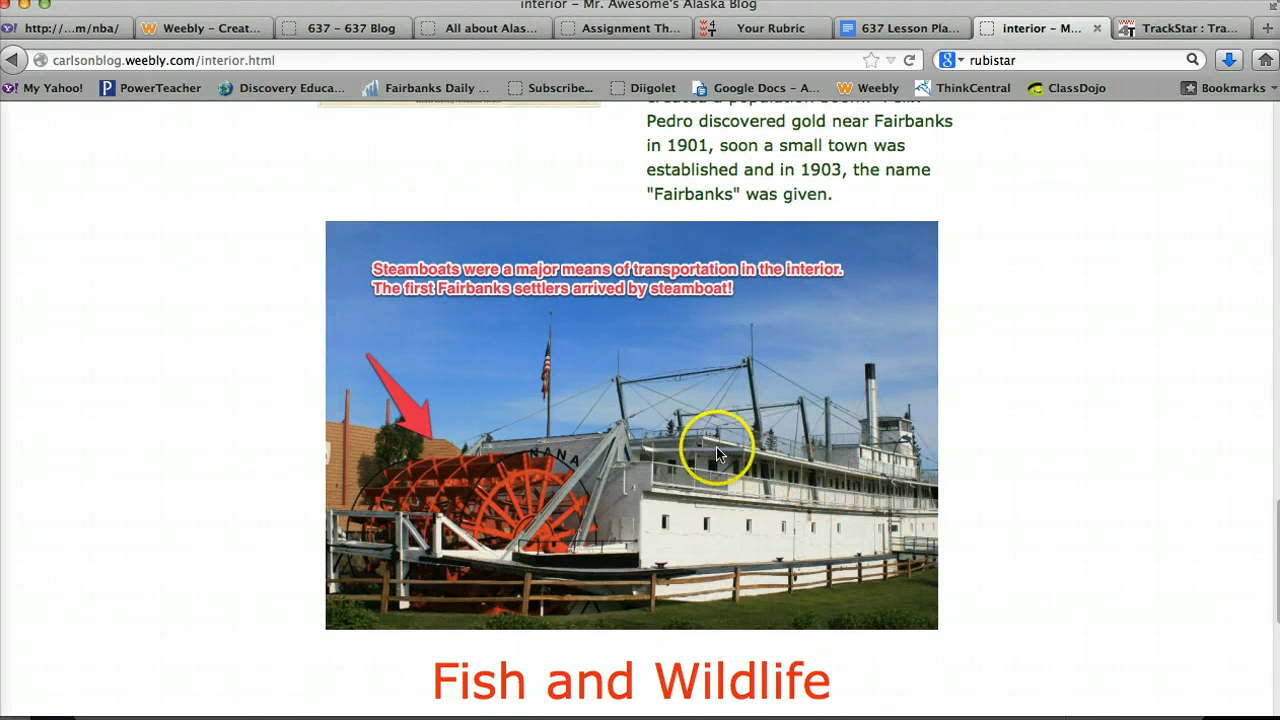 interior – Mr. Awesome's Alaska Blog
http://...m/nba/
Weebly – Creat...
637 – 637 Blog
All about Alas...
Assignment Th...
Your Rubric
637 Lesson Pla...
interior – M...
TrackStar : Tra...
carlsonblog.weebly.com/interior.html
rubistar
My Yahoo!
PowerTeacher
Discovery Educa...
Fairbanks Daily ...
Subscribe...
Diigolet
Google Docs – A...
Weebly
ThinkCentral
ClassDojo
Bookmarks
created a population boom.
Pedro discovered gold near Fairbanks
in 1901, soon a small town was
established and in 1903, the name
"Fairbanks" was given.
Steamboats were a major means of transportation in the interior.
The first Fairbanks settlers arrived by steamboat!
NANA
Fish and Wildlife